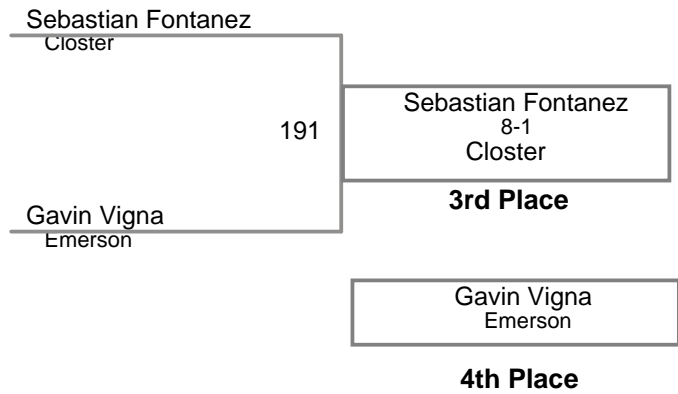 Sebastian Fontanez
Closter
191
Sebastian Fontanez
8-1
Closter
3rd Place
Gavin Vigna
Emerson
Gavin Vigna
Emerson
4th Place